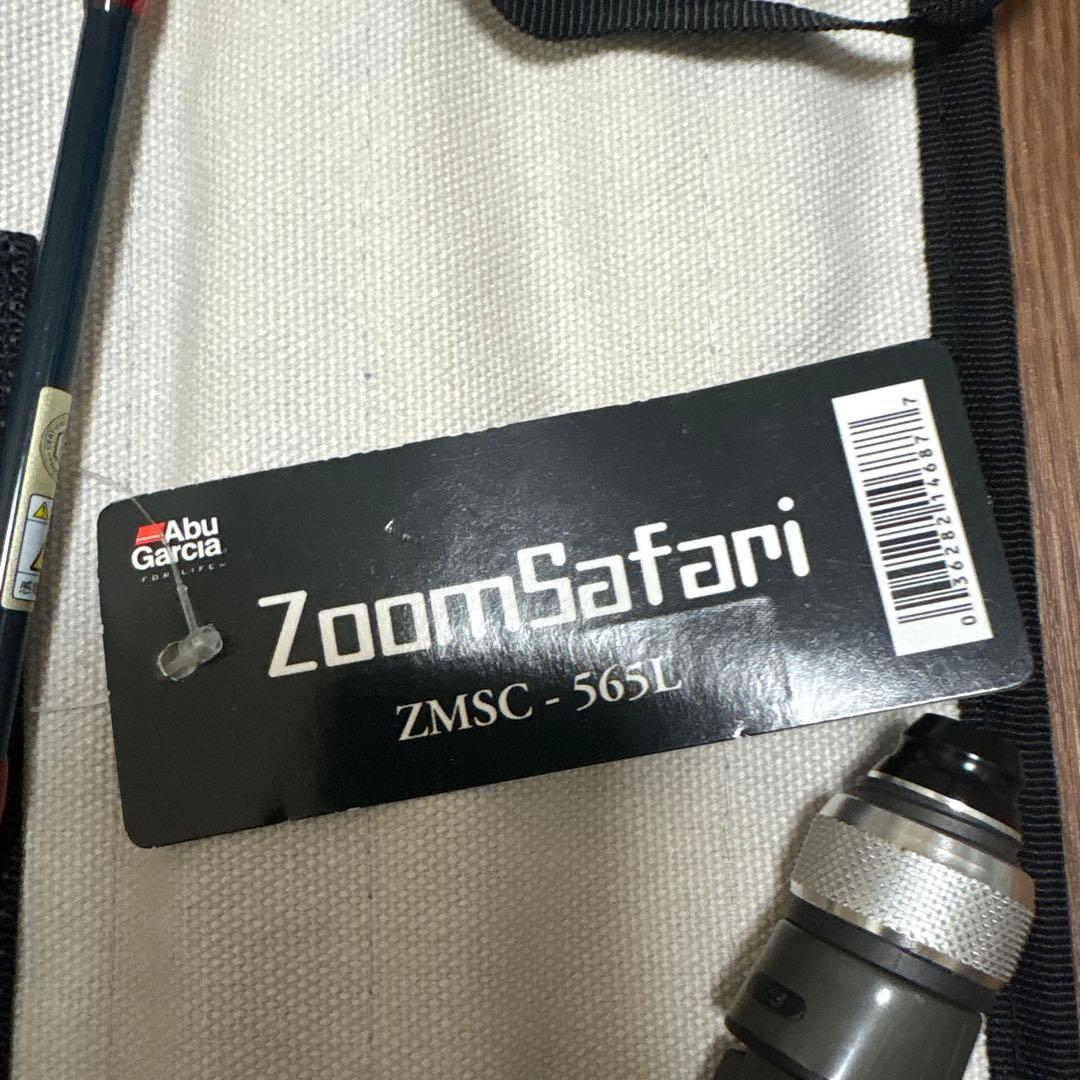 Abu
Garcia
FOR LIFE
ZoomSafari
ZMSC - 565L
0 36282 14687 7